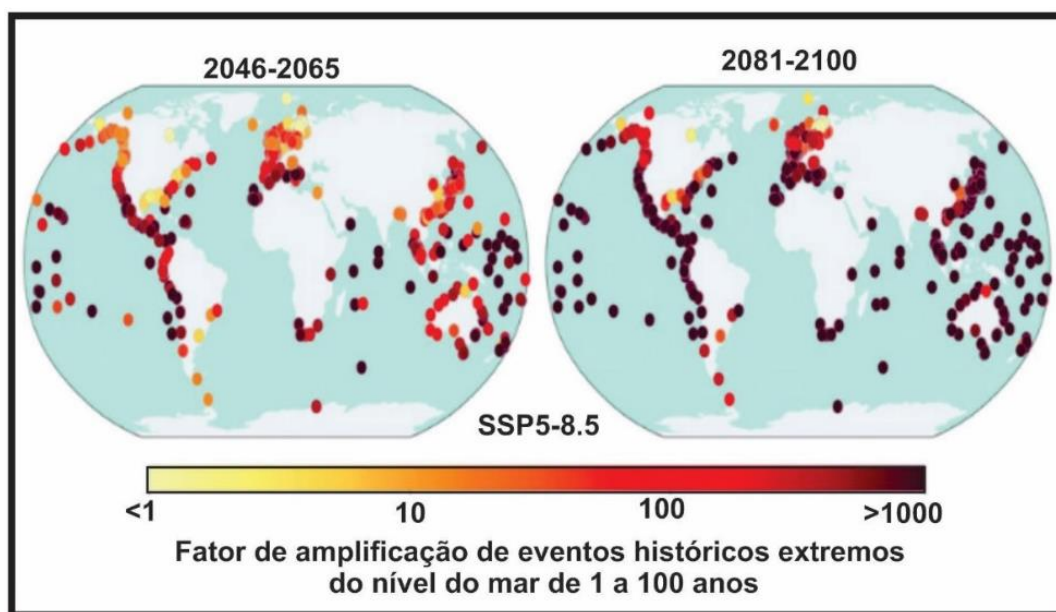 2046-2065
2081-2100
SSP5-8.5
<1 10 100 >1000
Fator de amplificação de eventos históricos extremos
do nível do mar de 1 a 100 anos